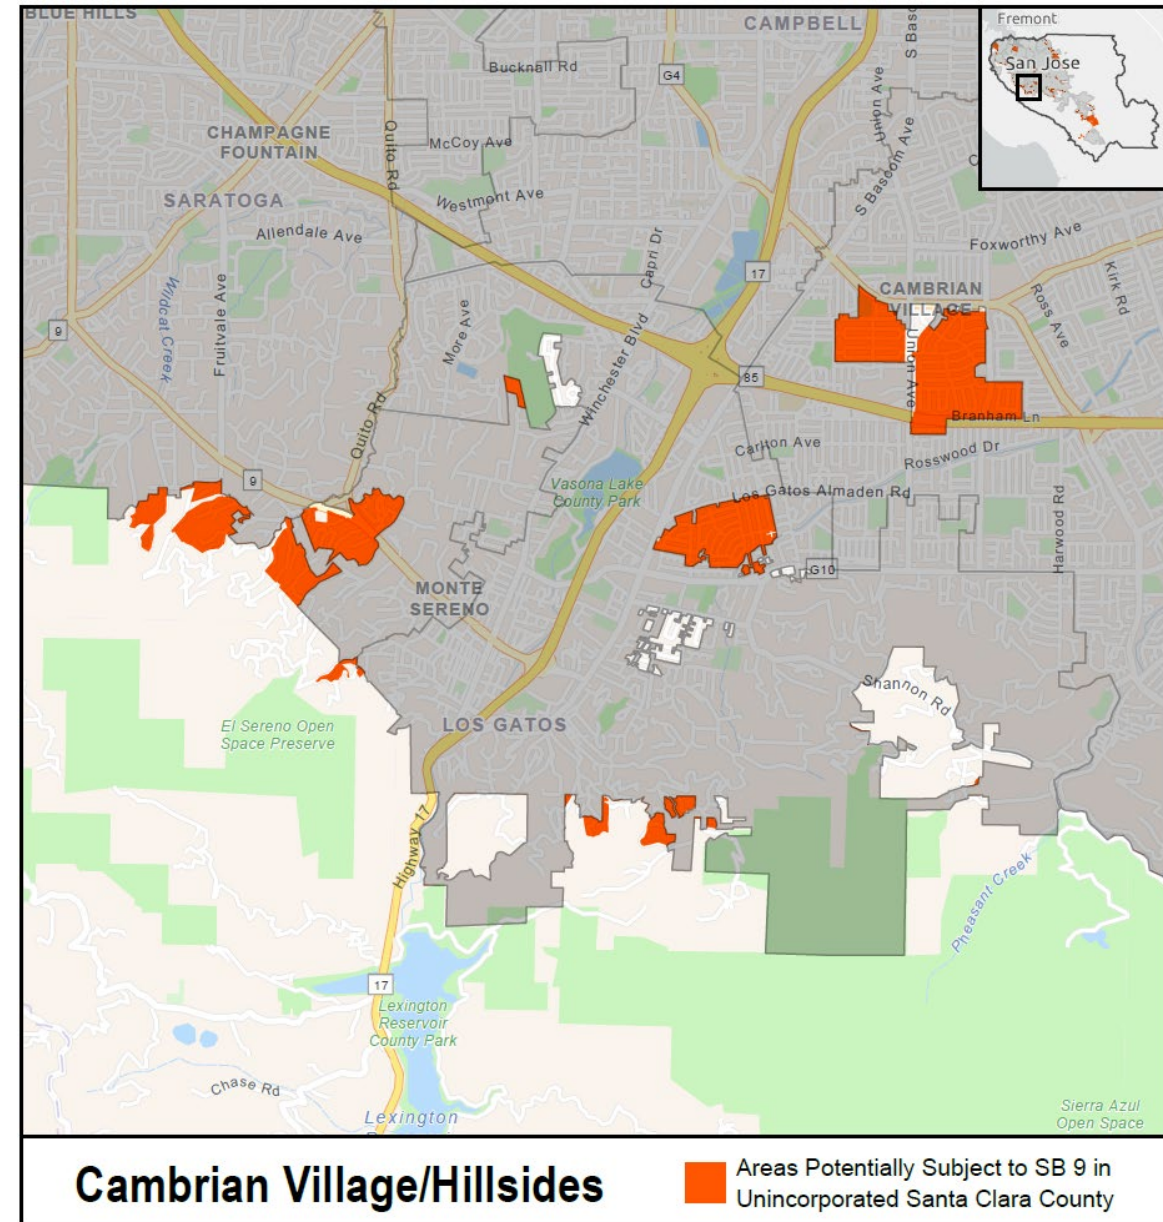 BLUE HILLS
CAMPBELL
Fremont
San Jose
Bucknall Rd
G4
S Basc
Union Ave
CHAMPAGNE
FOUNTAIN
Quito Rd
McCoy Ave
S Bascom Ave
C
SARATOGA
Westmont Ave
Allendale Ave
Foxworthy Ave
Capri Dr
17
Wildcat Creek
Fruitvale Ave
CAMBRIAN
VILLAGE
Kirk Rd
Ross Ave
9
More Ave
Winchester Blvd
Union Ave
85
Quito Rd
Branham Ln
Carlton Ave
Rosswood Dr
9
Vasona Lake
County Park
Los Gatos Almaden Rd
Harwood Rd
G10
MONTE
SERENO
Shannon Rd
El Sereno Open
Space Preserve
LOS GATOS
Highway 17
Pheasant Creek
17
Lexington
Reservoir
County Park
Chase Rd
Lexington
Sierra Azul
Open Space
Cambrian Village/Hillsides
Areas Potentially Subject to SB 9 in
Unincorporated Santa Clara County